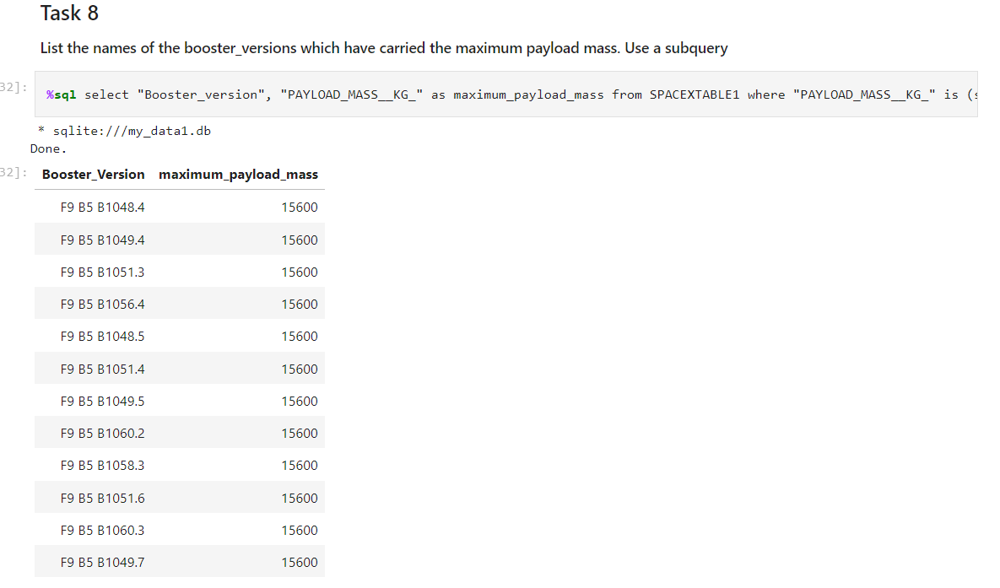 Task 8
List the names of the booster_versions which have carried the maximum payload mass. Use a subquery
32]:
%sql select "Booster_version", "PAYLOAD_MASS__KG_" as maximum_payload_mass from SPACEXTABLE1 where "PAYLOAD_MASS__KG_" is (
* sqlite:///my_data1.db
Done.
32]:
Booster_Version maximum_payload_mass
F9 B5 B1048.4 15600
F9 B5 B1049.4 15600
F9 B5 B1051.3 15600
F9 B5 B1056.4 15600
F9 B5 B1048.5 15600
F9 B5 B1051.4 15600
F9 B5 B1049.5 15600
F9 B5 B1060.2 15600
F9 B5 B1058.3 15600
F9 B5 B1051.6 15600
F9 B5 B1060.3 15600
F9 B5 B1049.7 15600